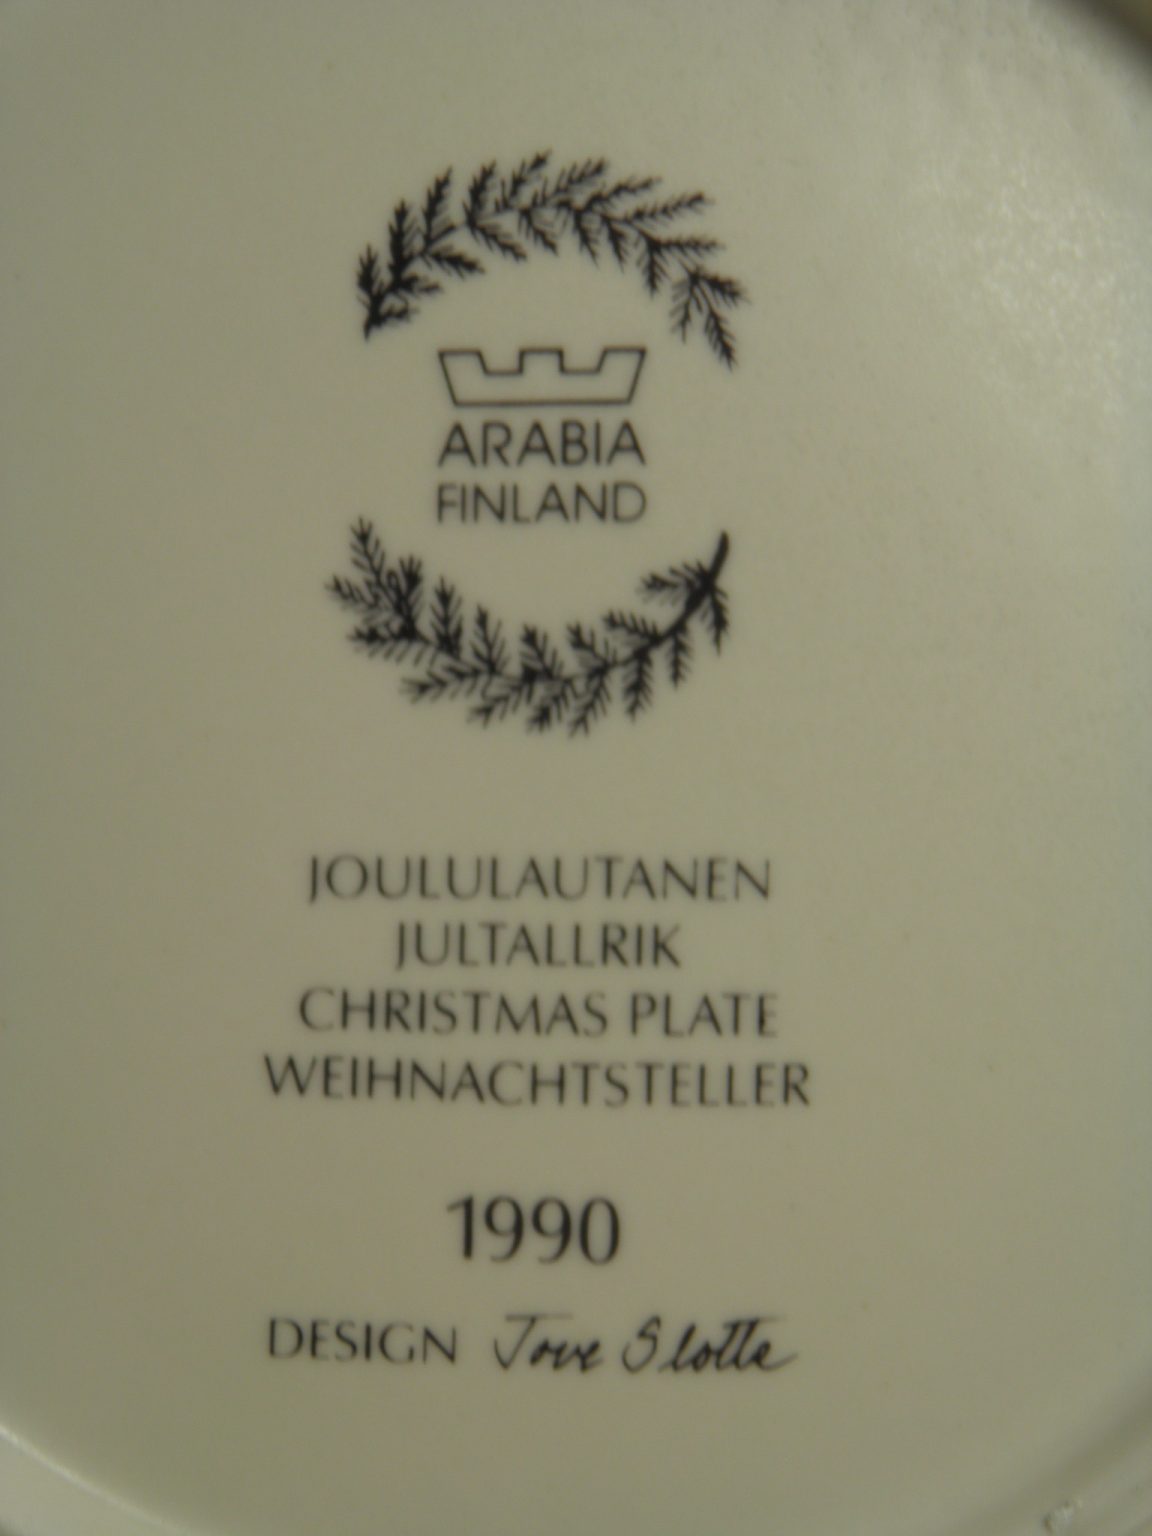 ARABIA
FINLAND
JOULULAUTANEN
JULTALLRIK
CHRISTMAS PLATE
WEIHNACHTSTELLER
1990
DESIGN Tove Slotte